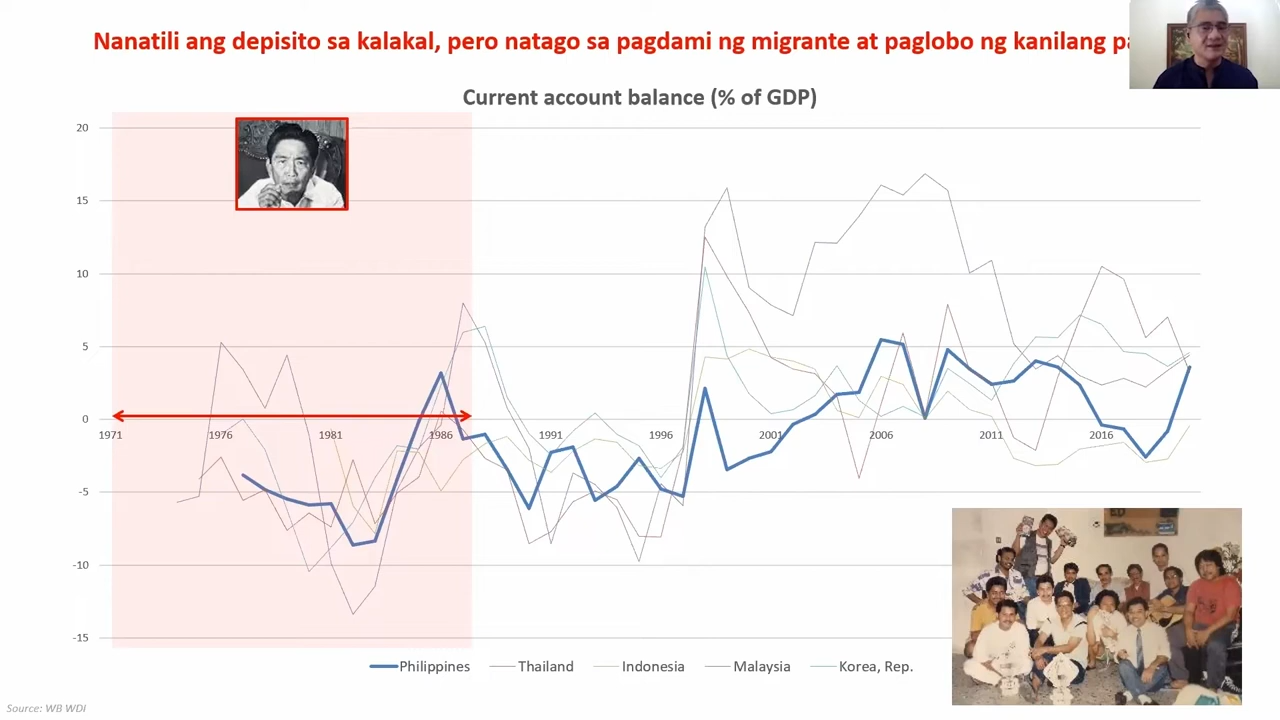 Nanatili ang depisito sa kalakal, pero natago sa pagdami ng migrante at paglobo ng kanilang
Current account balance (% of GDP)
20
15
10
5
0
1971 1976 1981 1986 1991 1996 2001 2006 2011 2016
-5
-10
-15
Philippines Thailand Indonesia Malaysia Korea, Rep.
Source: WB WDI